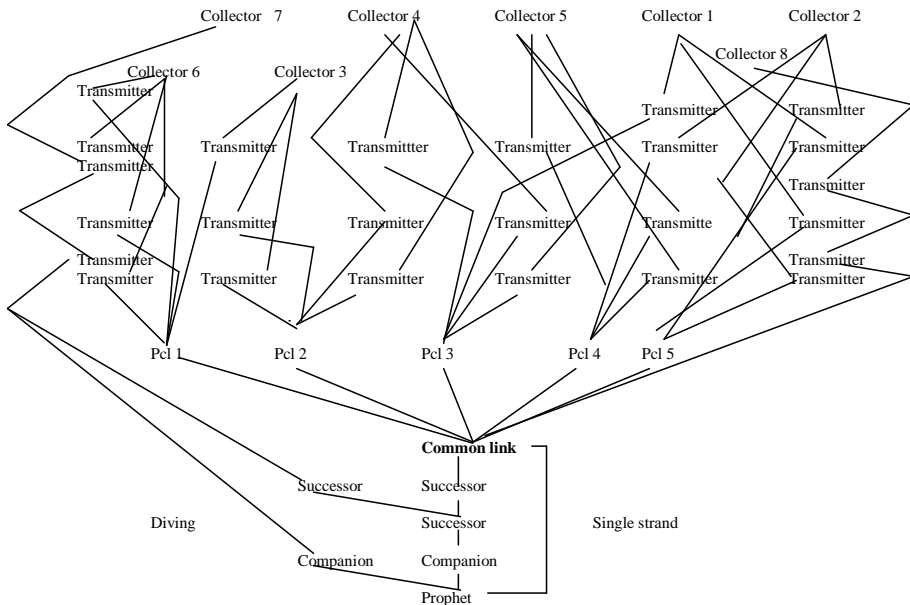 Collector 7 Collector 4 Collector 5 Collector 1 Collector 2
Collector 8
Collector 6 Collector 3
Transmitter
Transmitter Transmitter
Transmitter Transmitter Transmittter Transmitter Transmitter Transmitter
Transmitter
Transmitter
Transmitter Transmitter Transmitter Transmitter Transmitte Transmitter
Transmitter Transmitter
Transmitter Transmitter Transmitter Transmitter Transmitter Transmitter
Pcl 1 Pcl 2 Pcl 3 Pcl 4 Pcl 5
Common link
Successor Successor
Diving Successor Single strand
Companion Companion
Prophet